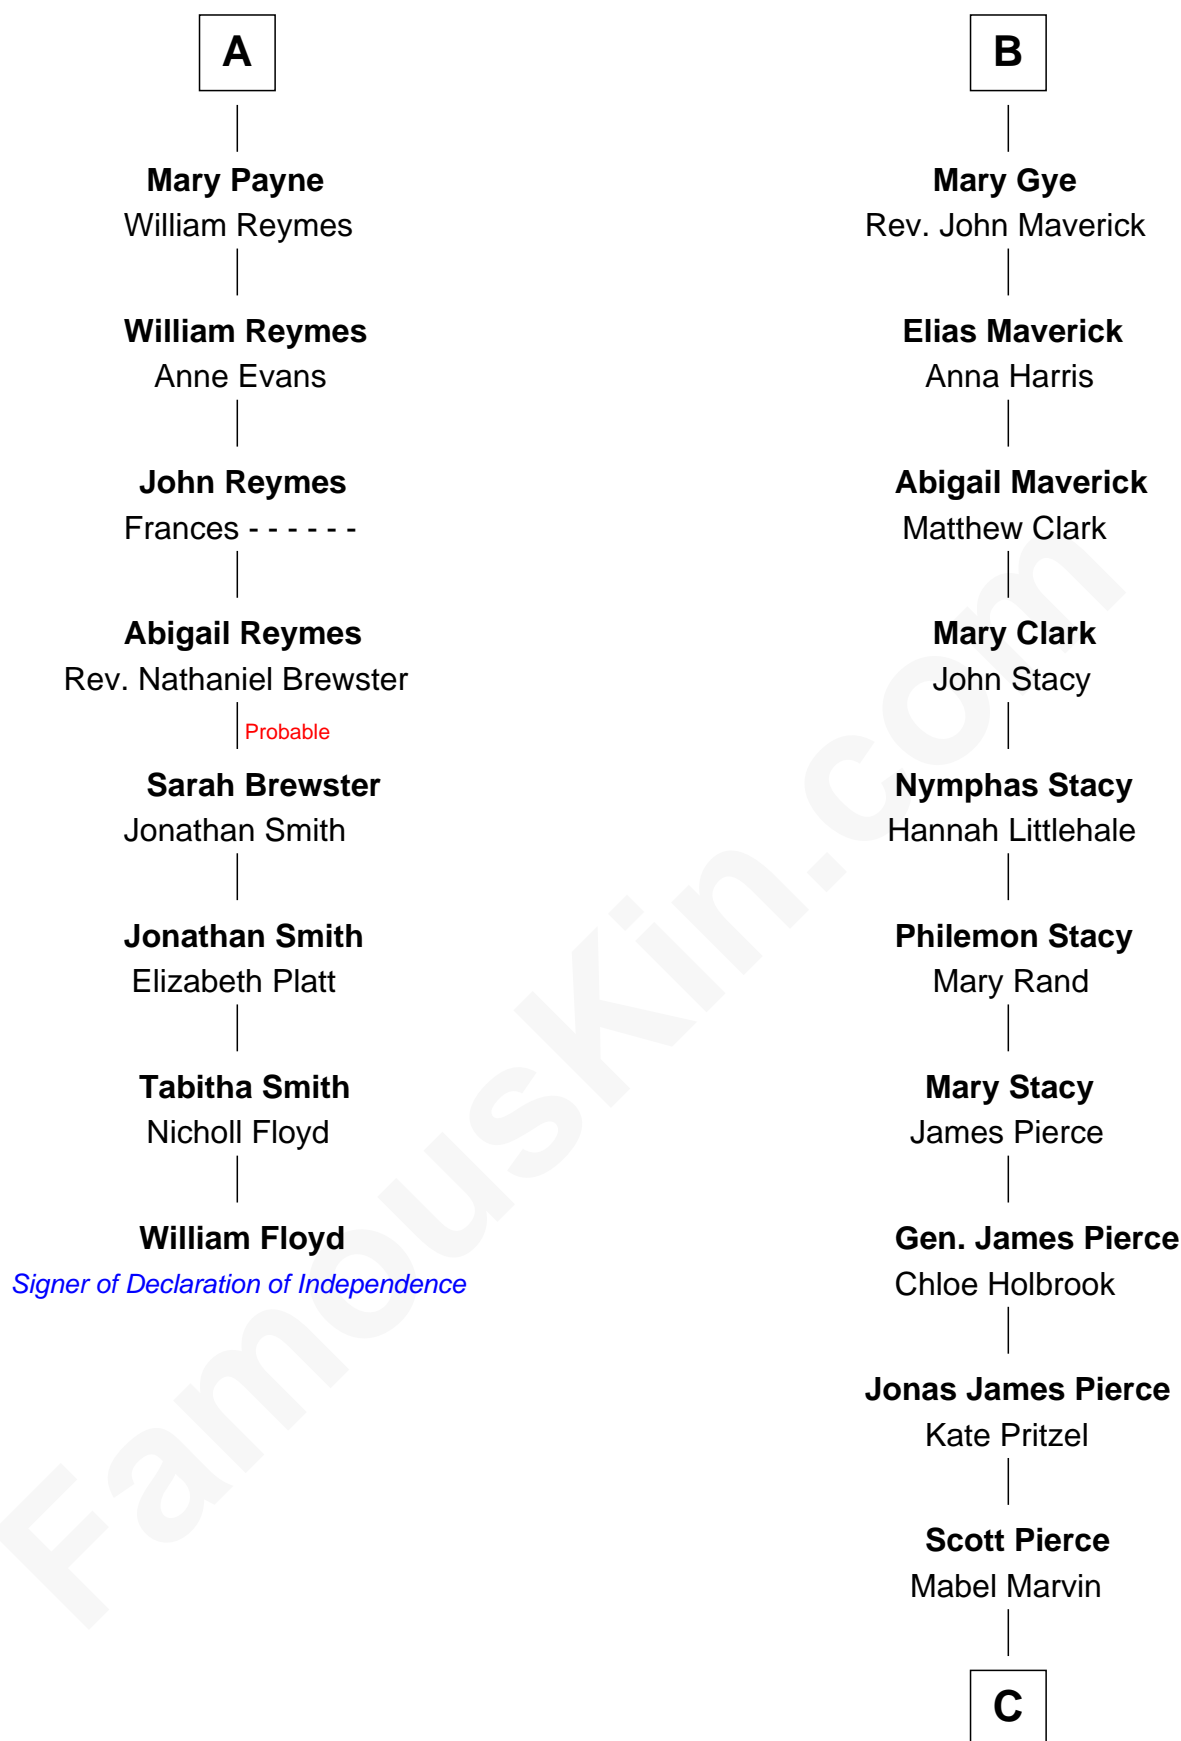 A
Mary Payne
William Reymes
William Reymes
Anne Evans
John Reymes
Frances - - - - - -
Abigail Reymes
Rev. Nathaniel Brewster
Probable
Sarah Brewster
Jonathan Smith
Jonathan Smith
Elizabeth Platt
Tabitha Smith
Nicholl Floyd
William Floyd
Signer of Declaration of Independence
B
Mary Gye
Rev. John Maverick
Elias Maverick
Anna Harris
Abigail Maverick
Matthew Clark
Mary Clark
John Stacy
Nymphas Stacy
Hannah Littlehale
Philemon Stacy
Mary Rand
Mary Stacy
James Pierce
Gen. James Pierce
Chloe Holbrook
Jonas James Pierce
Kate Pritzel
Scott Pierce
Mabel Marvin
C
FamousKin.com